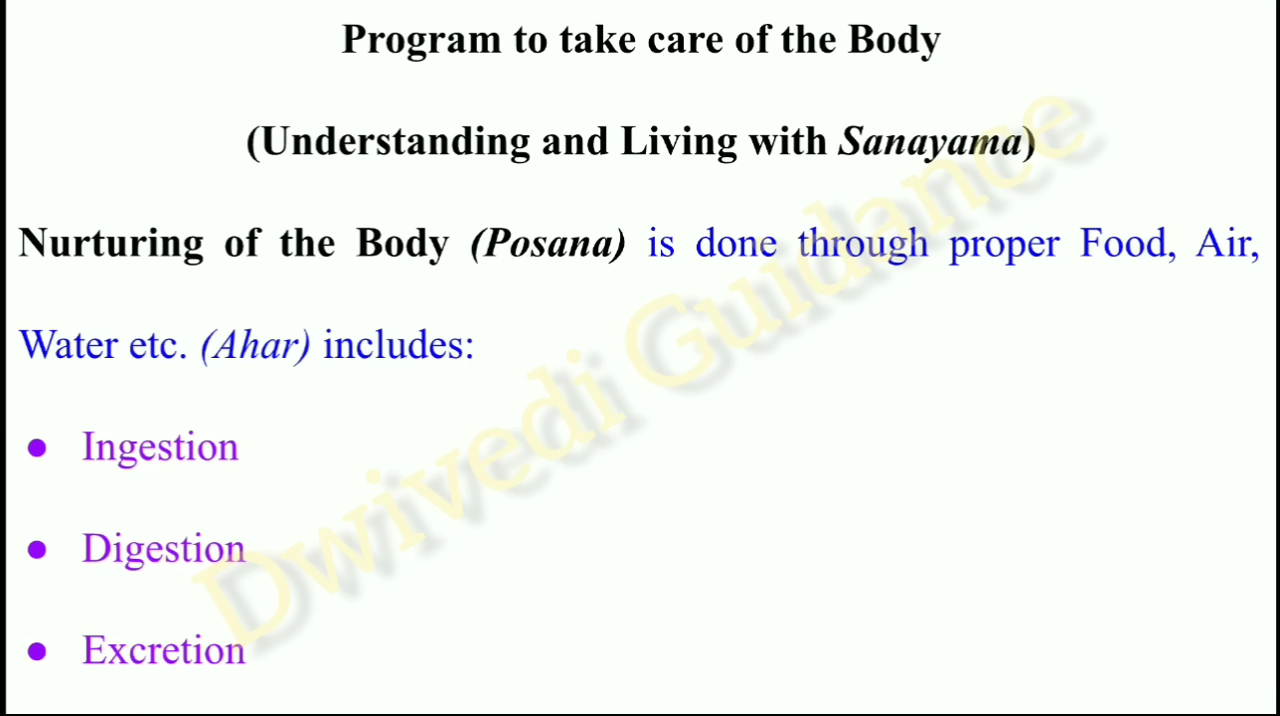 Program to take care of the Body
(Understanding and Living with Sanayama)
Nurturing of the Body (Posana) is done through proper Food, Air,
Water etc. (Ahar) includes:
● Ingestion
● Digestion
● Excretion
Dwivedi Guidance